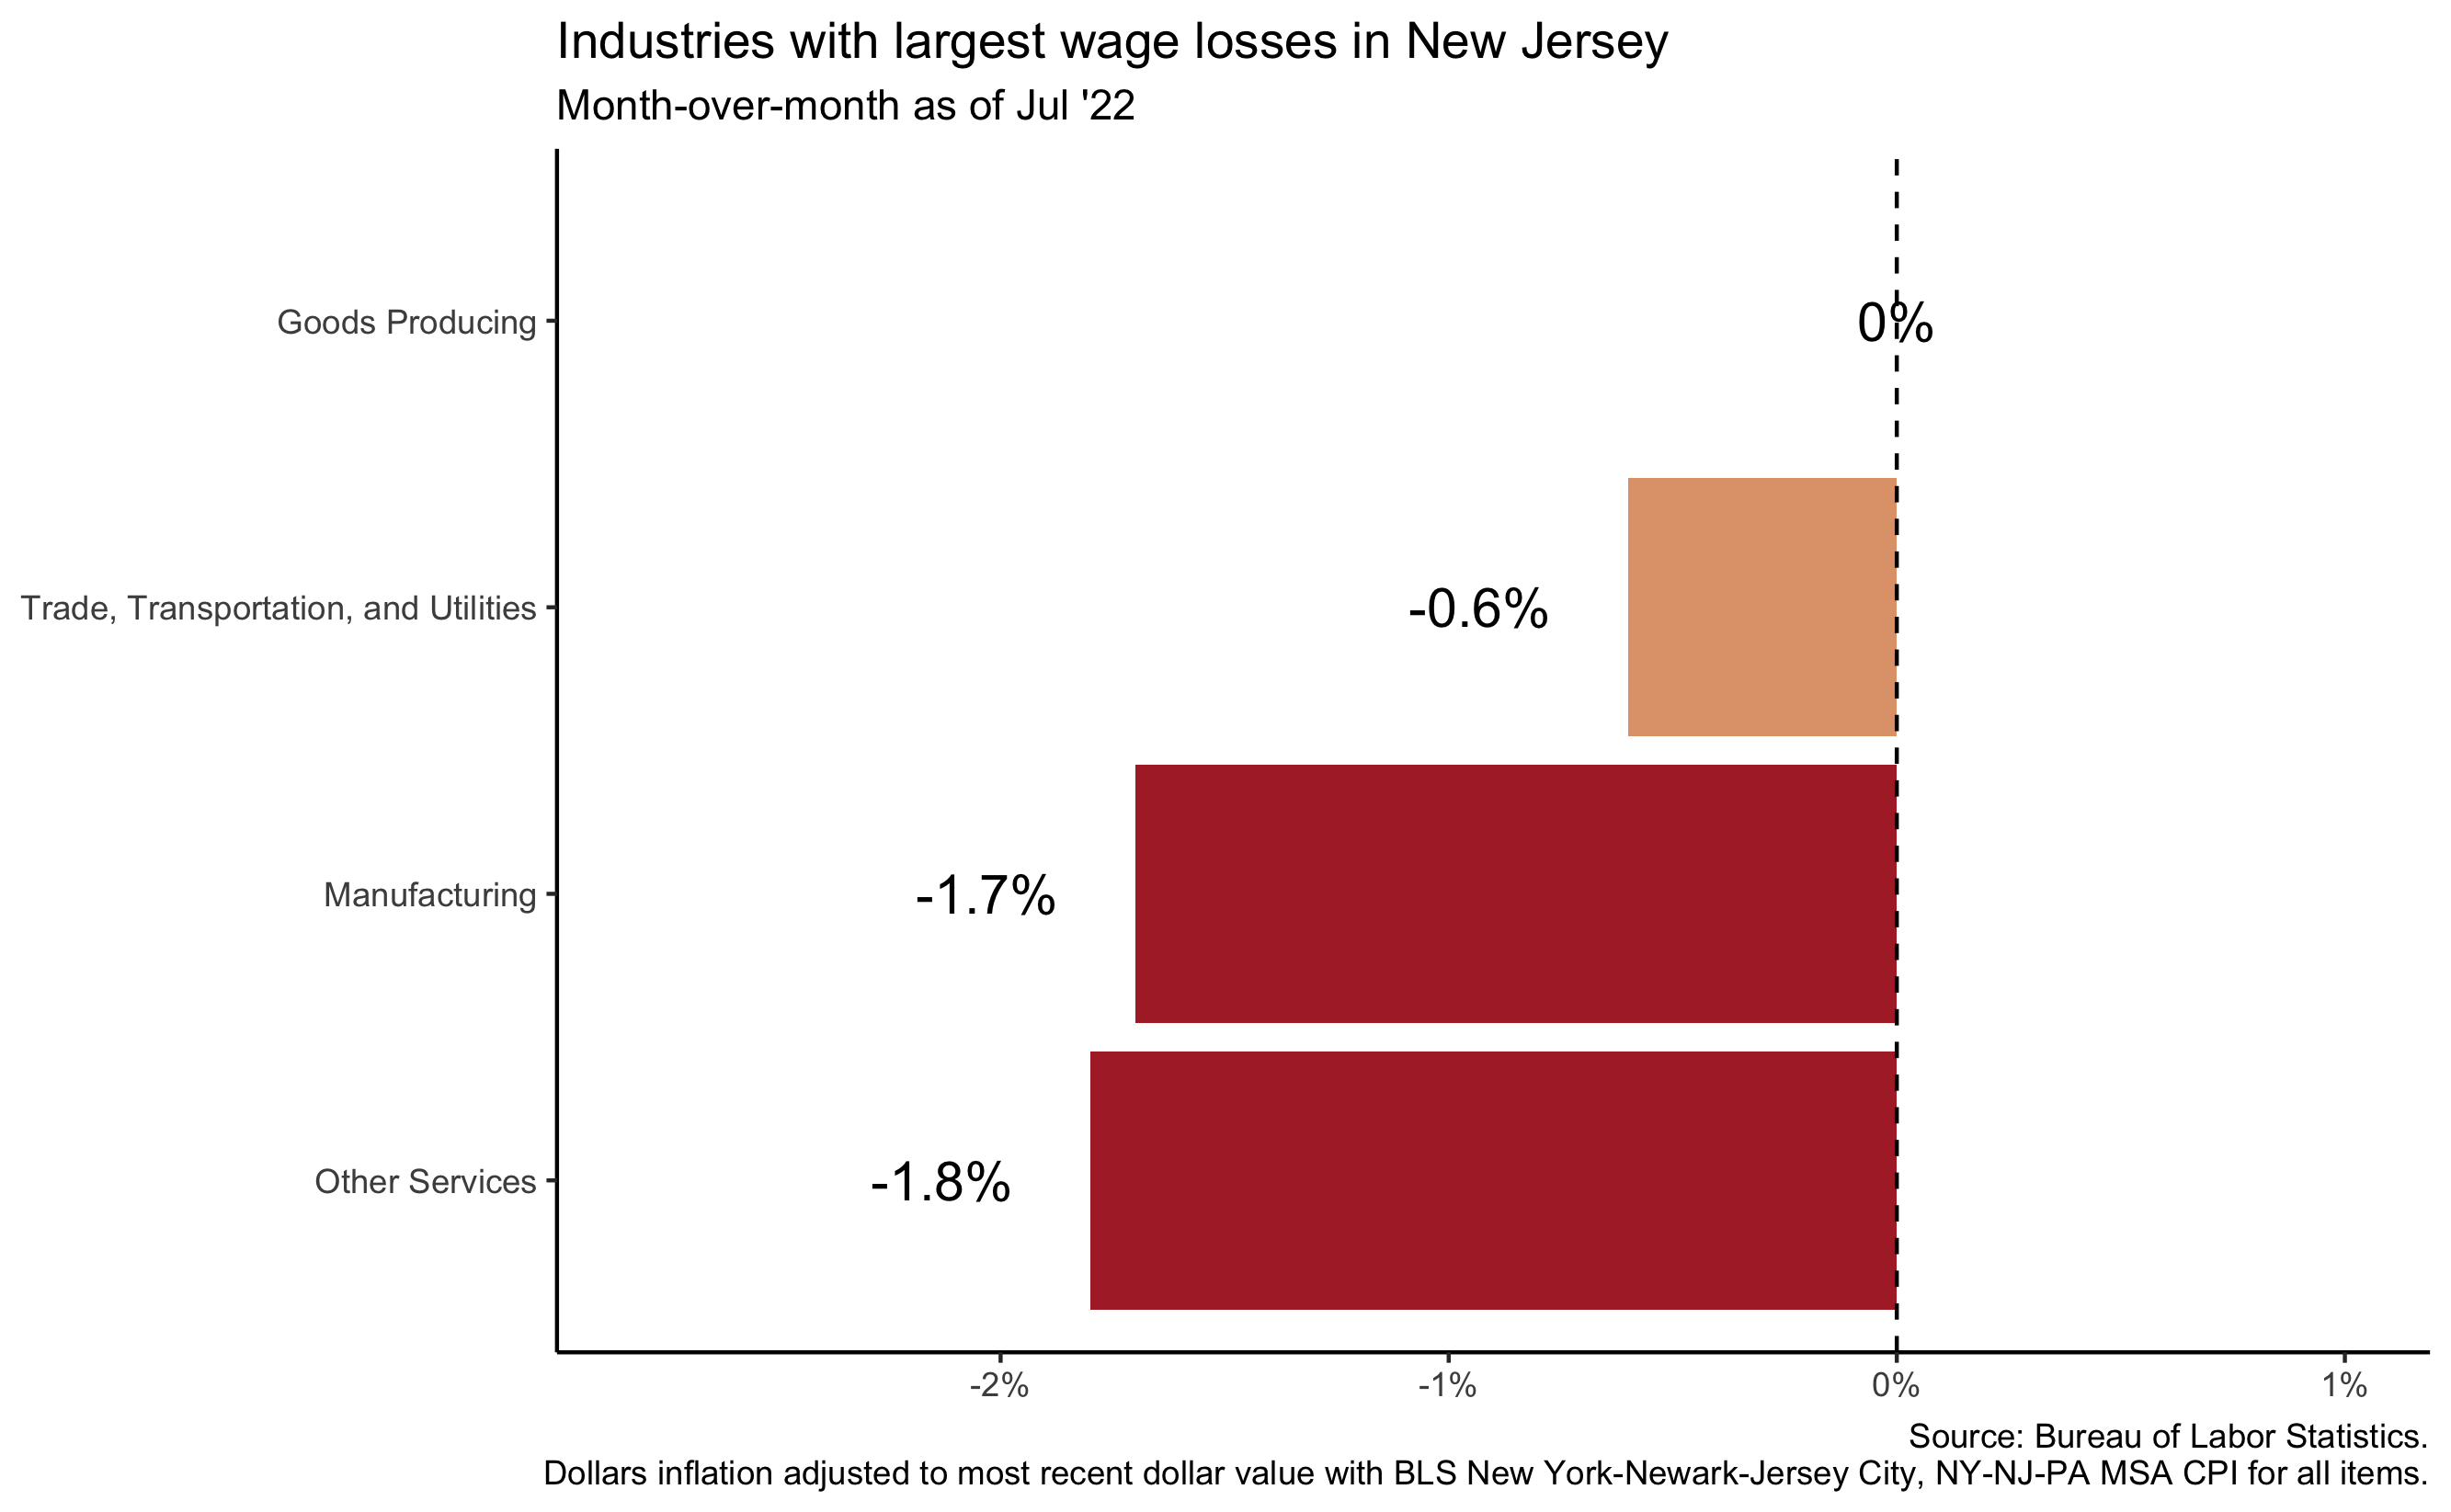 Industries with largest wage losses in New Jersey
Month-over-month as of Jul '22
Goods Producing
0%
Trade, Transportation, and Utilities
-0.6%
Manufacturing
-1.7%
Other Services
-1.8%
-2%
-1%
0%
1%
Source: Bureau of Labor Statistics.
Dollars inflation adjusted to most recent dollar value with BLS New York-Newark-Jersey City, NY-NJ-PA MSA CPI for all items.